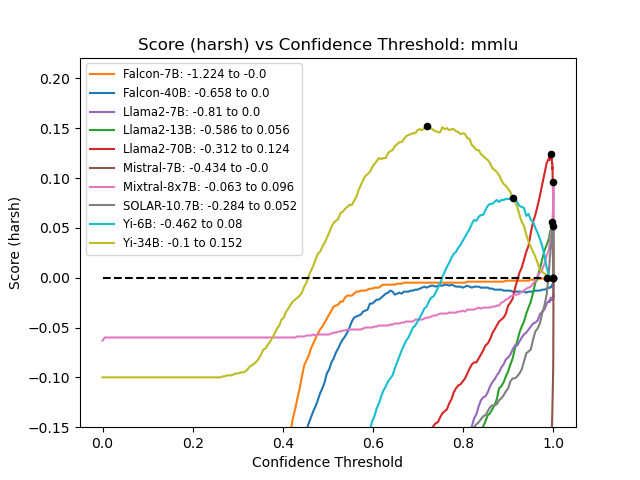 Score (harsh) vs Confidence Threshold: mmlu
Score (harsh)
0.20
0.15
0.10
0.05
0.00
−0.05
−0.10
−0.15
Falcon-7B: -1.224 to -0.0
Falcon-40B: -0.658 to 0.0
Llama2-7B: -0.81 to 0.0
Llama2-13B: -0.586 to 0.056
Llama2-70B: -0.312 to 0.124
Mistral-7B: -0.434 to -0.0
Mixtral-8x7B: -0.063 to 0.096
SOLAR-10.7B: -0.284 to 0.052
Yi-6B: -0.462 to 0.08
Yi-34B: -0.1 to 0.152
0.0 0.2 0.4 0.6 0.8 1.0
Confidence Threshold